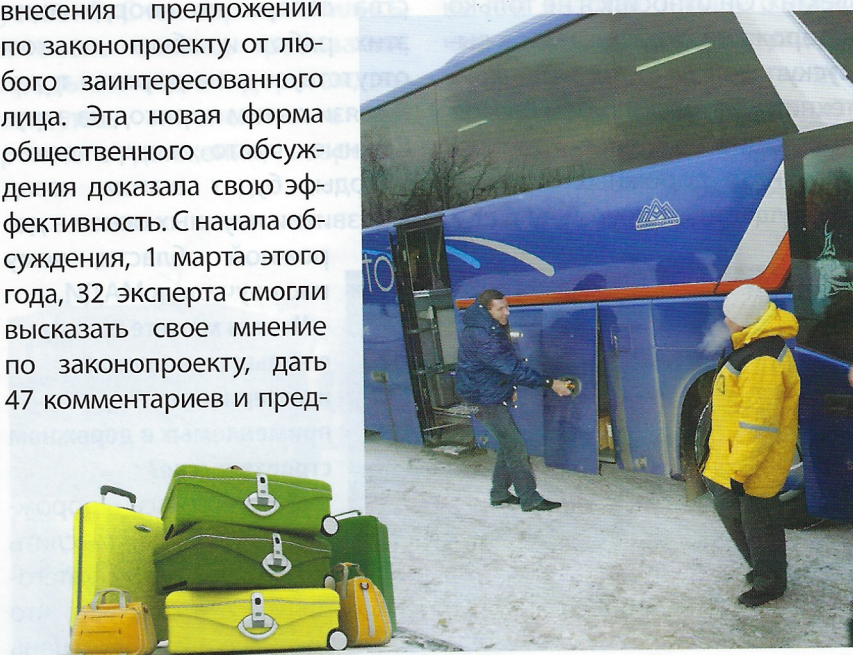 внесения предложений
по законопроекту от лю-
бого заинтересованного
лица. Эта новая форма
общественного обсуж-
дения доказала свою эф-
фективность. С начала об-
суждения, 1 марта этого
года, 32 эксперта смогли
высказать свое мнение
по законопроекту, дать
47 комментариев и пред-